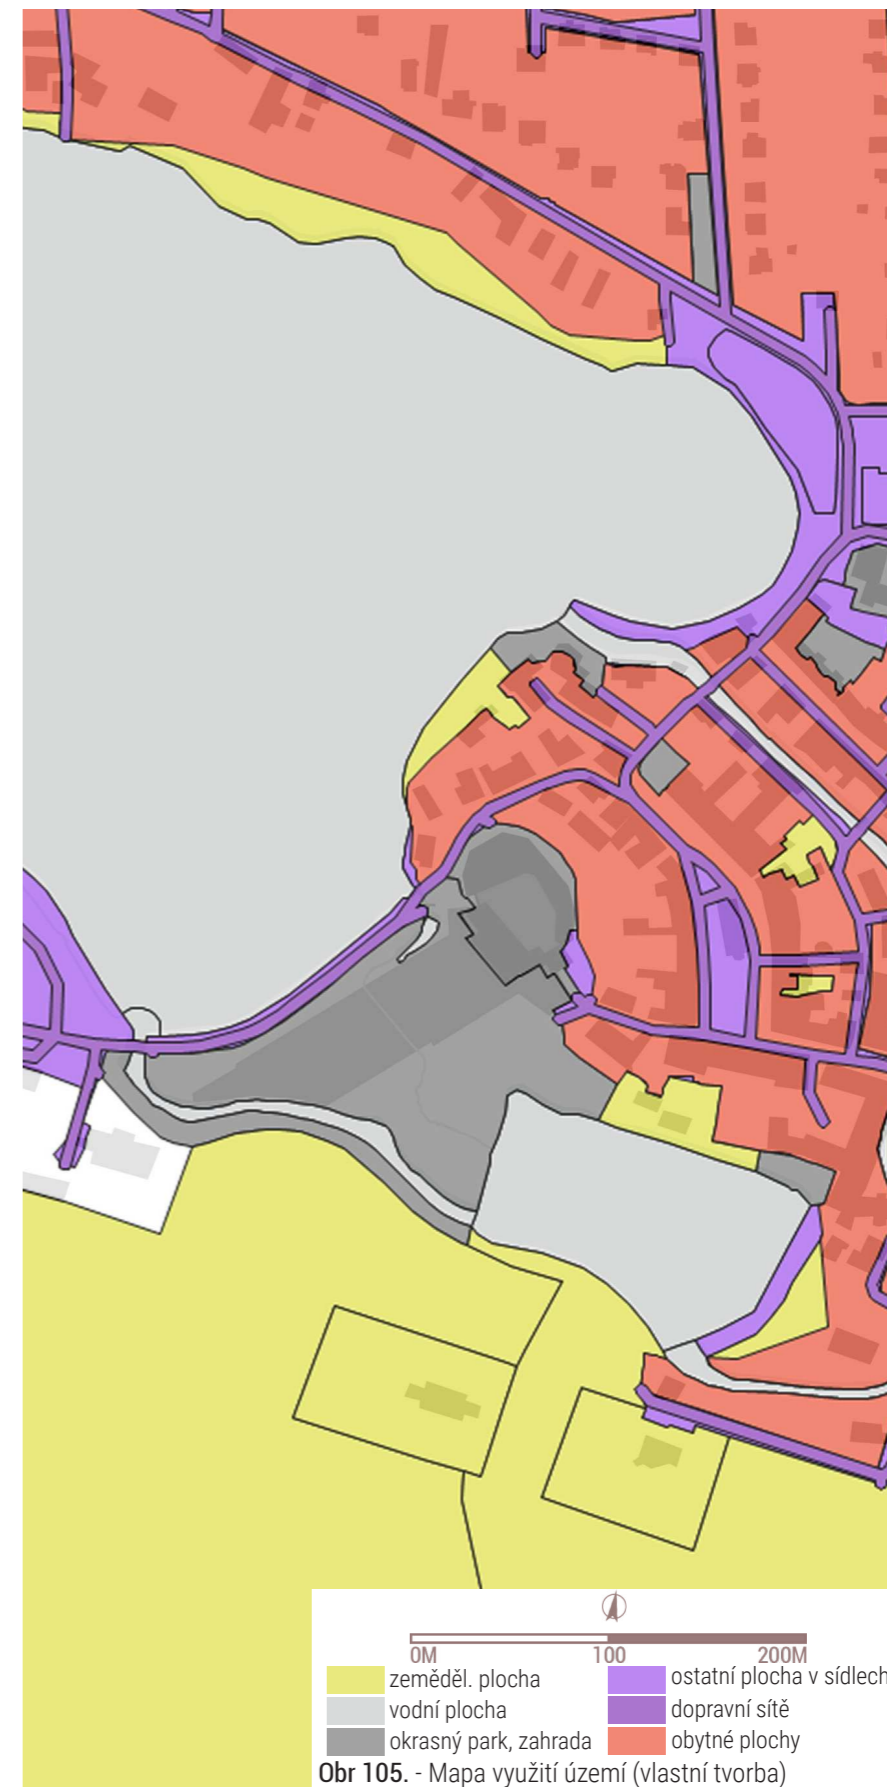 0M 100 200M
zeměděl. plocha
vodní plocha
okrasný park, zahrada
ostatní plocha v sídlech
dopravní sítě
obytné plochy
Obr 105. - Mapa využití území (vlastní tvorba)